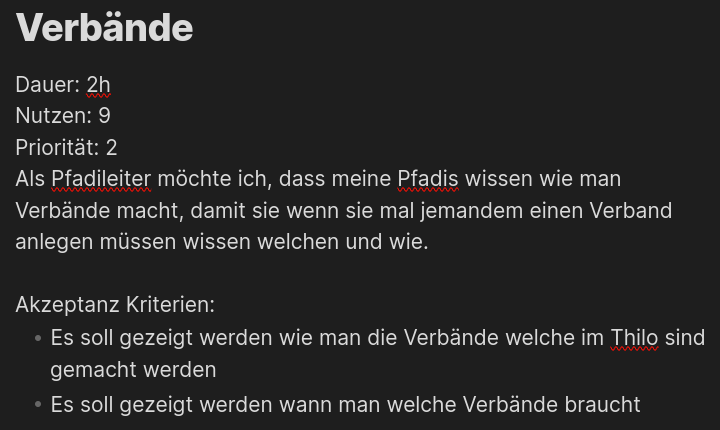 Verbände
Dauer: 2h
Nutzen: 9
Priorität: 2
Als Pfadileiter möchte ich, dass meine Pfadis wissen wie man
Verbände macht, damit sie wenn sie mal jemandem einen Verband
anlegen müssen wissen welchen und wie.
Akzeptanz Kriterien:
• Es soll gezeigt werden wie man die Verbände welche im Thilo sind
gemacht werden
• Es soll gezeigt werden wann man welche Verbände braucht